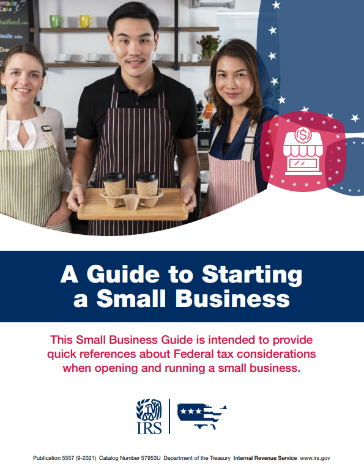 A Guide to Starting
a Small Business
This Small Business Guide is intended to provide
quick references about Federal tax considerations
when opening and running a small business.
IRS
Publication 5557 (9-2021) Catalog Number 57953U Department of the Treasury Internal Revenue Service www.irs.gov